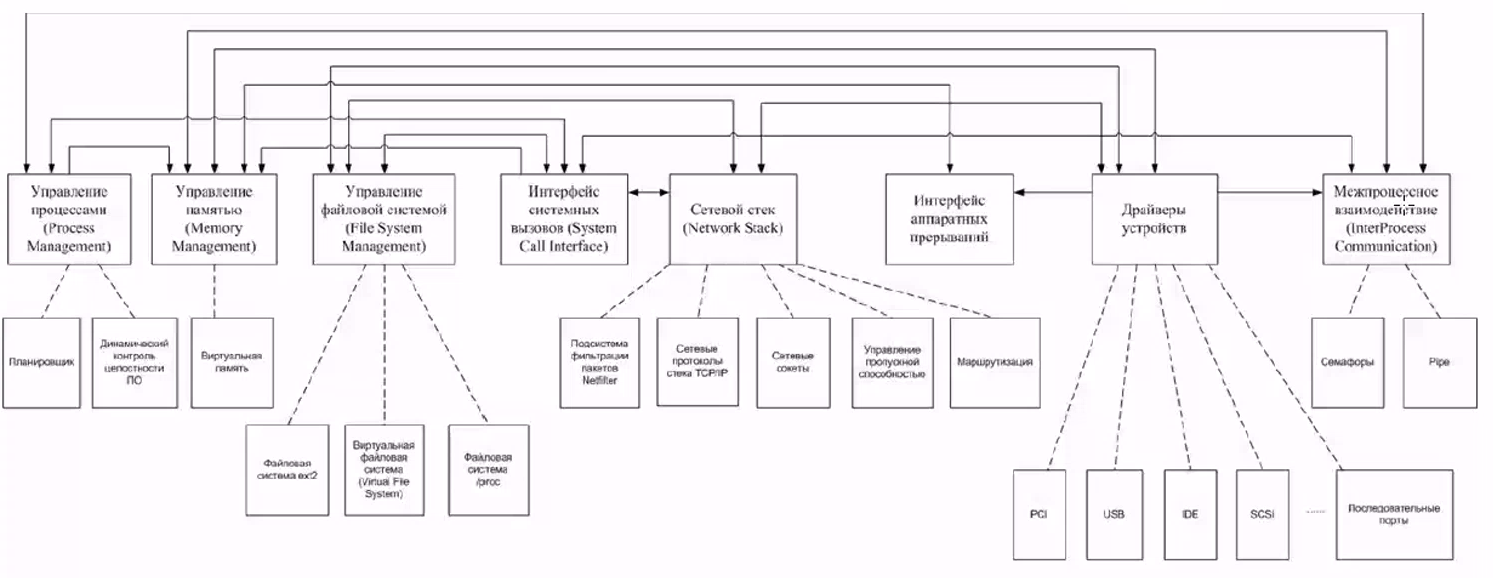 Управление
процессами
(Process
Management)
Управление
памятью
(Memory
Management)
Управление
файловой системой
(File System
Management)
Интерфейс
системных
вызовов (System
Call Interface)
Сетевой стек
(Network Stack)
Интерфейс
аппаратных
прерываний
Драйверы
устройств
Межпроцерсное
взаимодействие
(InterProcess
Communication)
Планировщик
Динамический
контроль
целостности
ПО
Виртуальная
память
Подсистема
фильтрации
пакетов
Netfilter
Сетевые
протоколы
стека TCP/IP
Сетевые
сокеты
Управление
пропускной
способностью
Маршрутизация
Семафоры
Pipe
Файловая
система ext2
Виртуальная
файловая
система
(Virtual File
System)
Файловая
система
/proc
PCI
USB
IDE
SCSI
......
Последовательные
порты